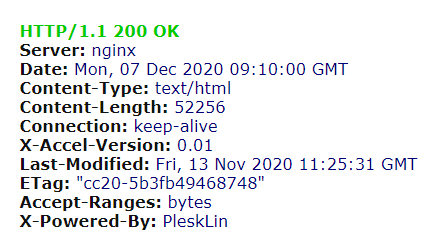 HTTP/1.1 200 OK
Server: nginx
Date: Mon, 07 Dec 2020 09:10:00 GMT
Content-Type: text/html
Content-Length: 52256
Connection: keep-alive
X-Accel-Version: 0.01
Last-Modified: Fri, 13 Nov 2020 11:25:31 GMT
ETag: "cc20-5b3fb49468748"
Accept-Ranges: bytes
X-Powered-By: PleskLin